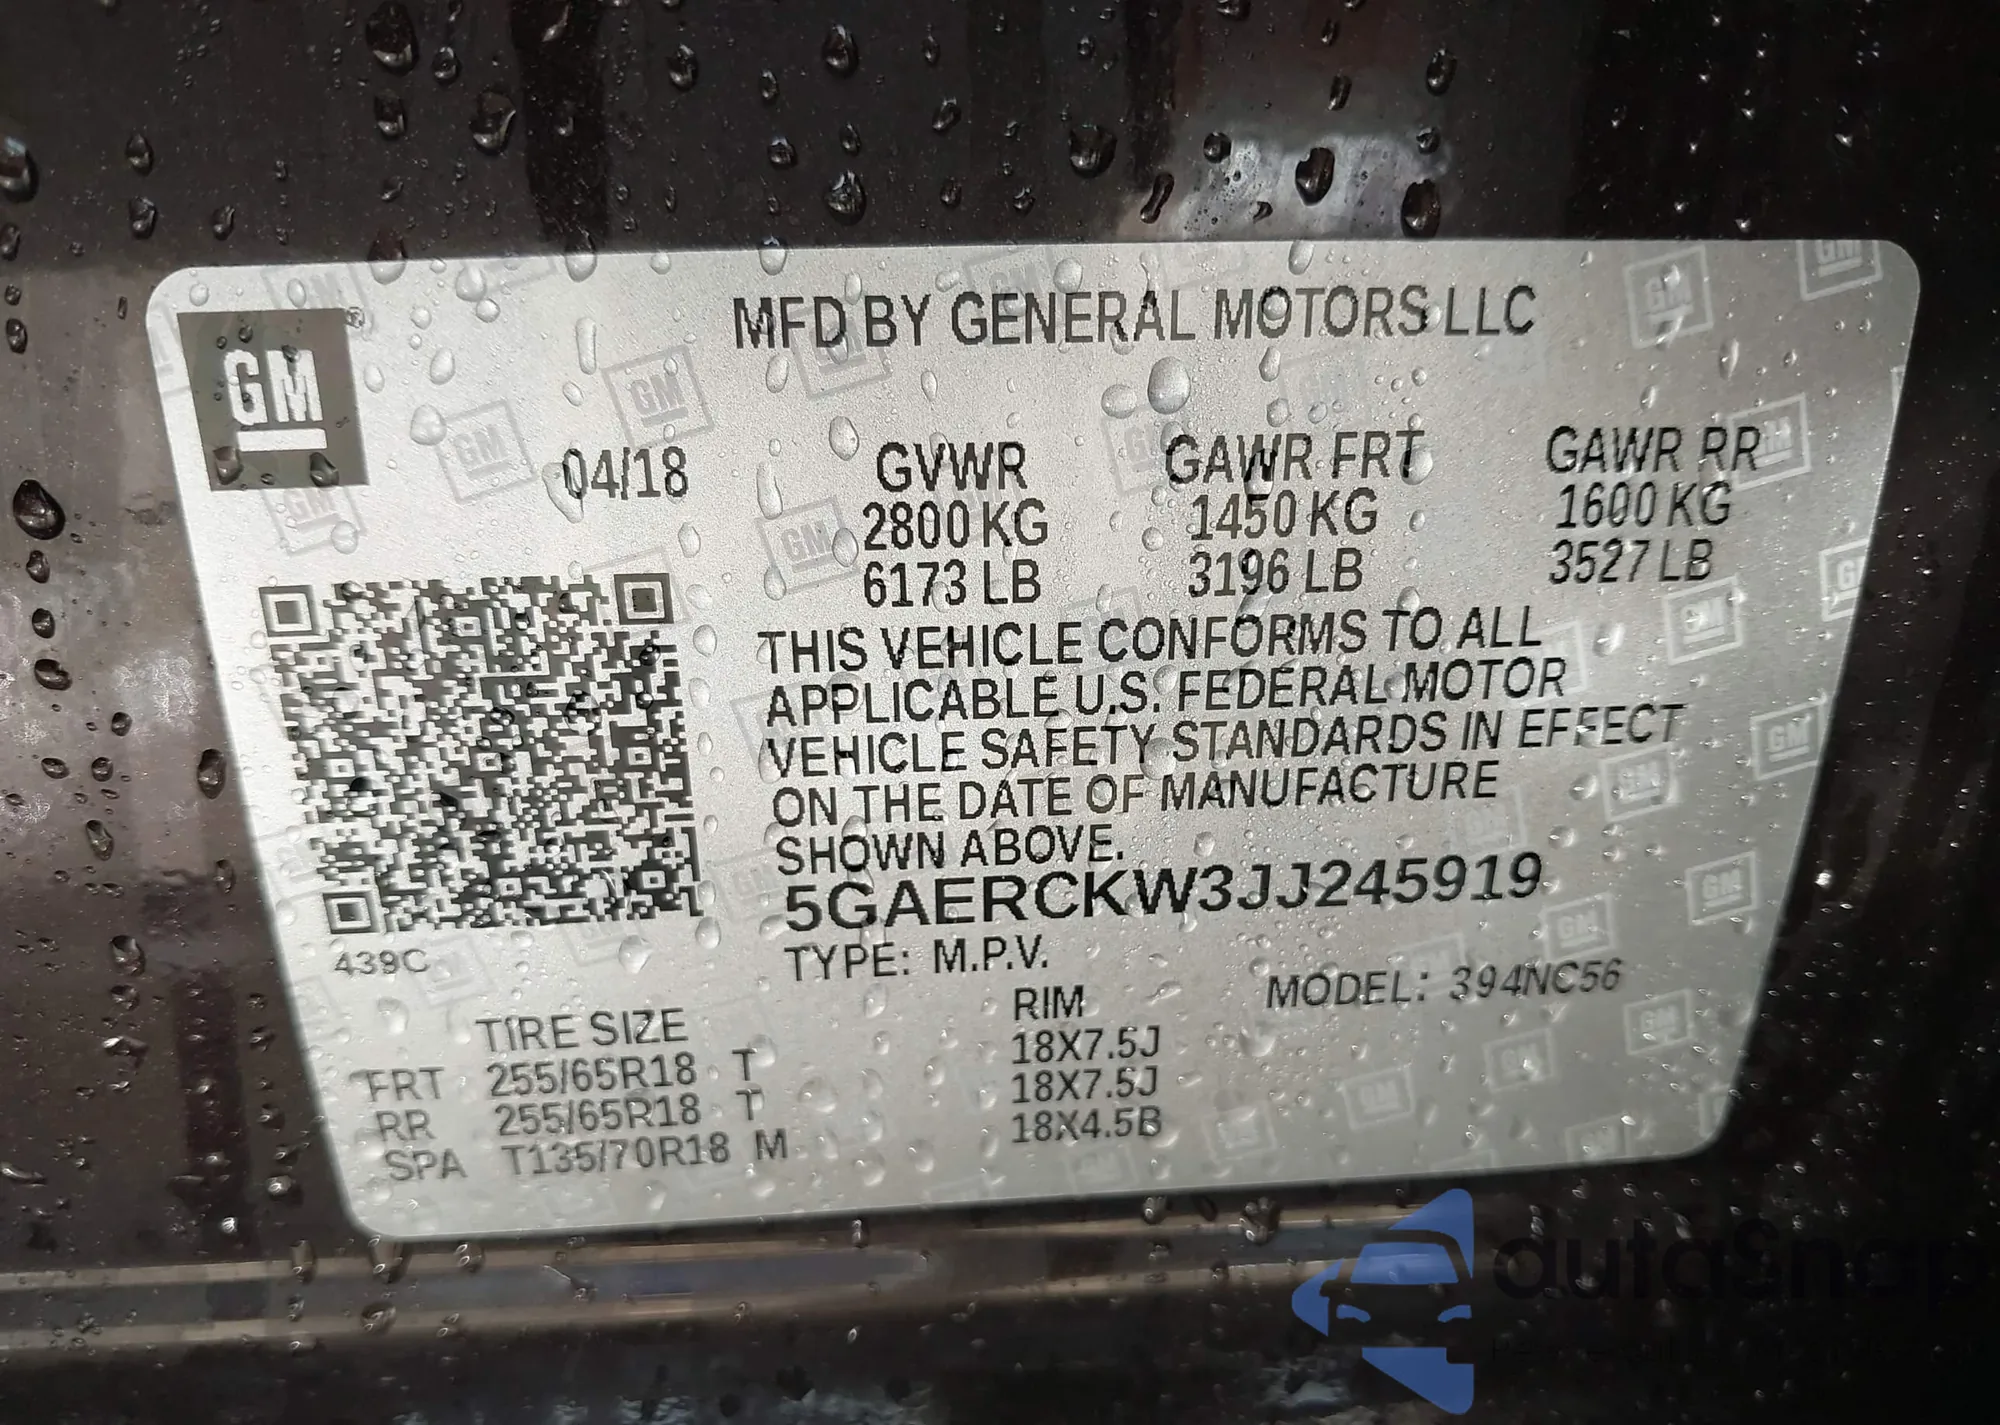 MFD BY GENERAL MOTORS LLC
GM
04/18
GVWR GAWR FRT GAWR RR
2800 KG 1450 KG 1600 KG
6173 LB 3196 LB 3527 LB
THIS VEHICLE CONFORMS TO ALL
APPLICABLE U.S. FEDERAL MOTOR
VEHICLE SAFETY STANDARDS IN EFFECT
ON THE DATE OF MANUFACTURE
SHOWN ABOVE.
5GAERCKW3JJ245919
439C
TYPE: M.P.V. MODEL: 394NC56
TIRE SIZE RIM
FRT 255/65R18 T 18X7.5J
RR 255/65R18 T 18X7.5J
SPA T135/70R18 M 18X4.5B
autaSnap